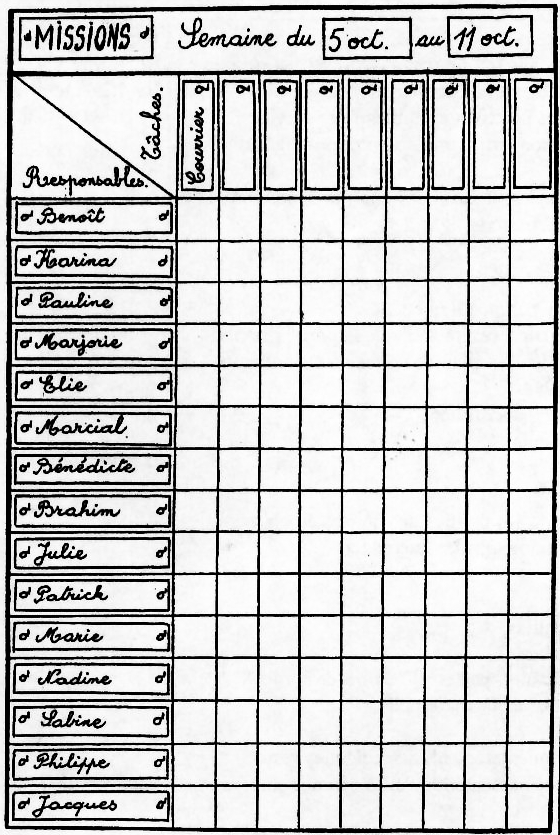 MISSIONS Semaine du 5 oct. au 11 oct.
Tâches.
Courrier
Responsables.
Benoît
Karina
Pauline
Marjorie
Elie
Marcial
Bénédicte
Brahim
Julie
Patrick
Marie
Nadine
Sabine
Philippe
Jacques